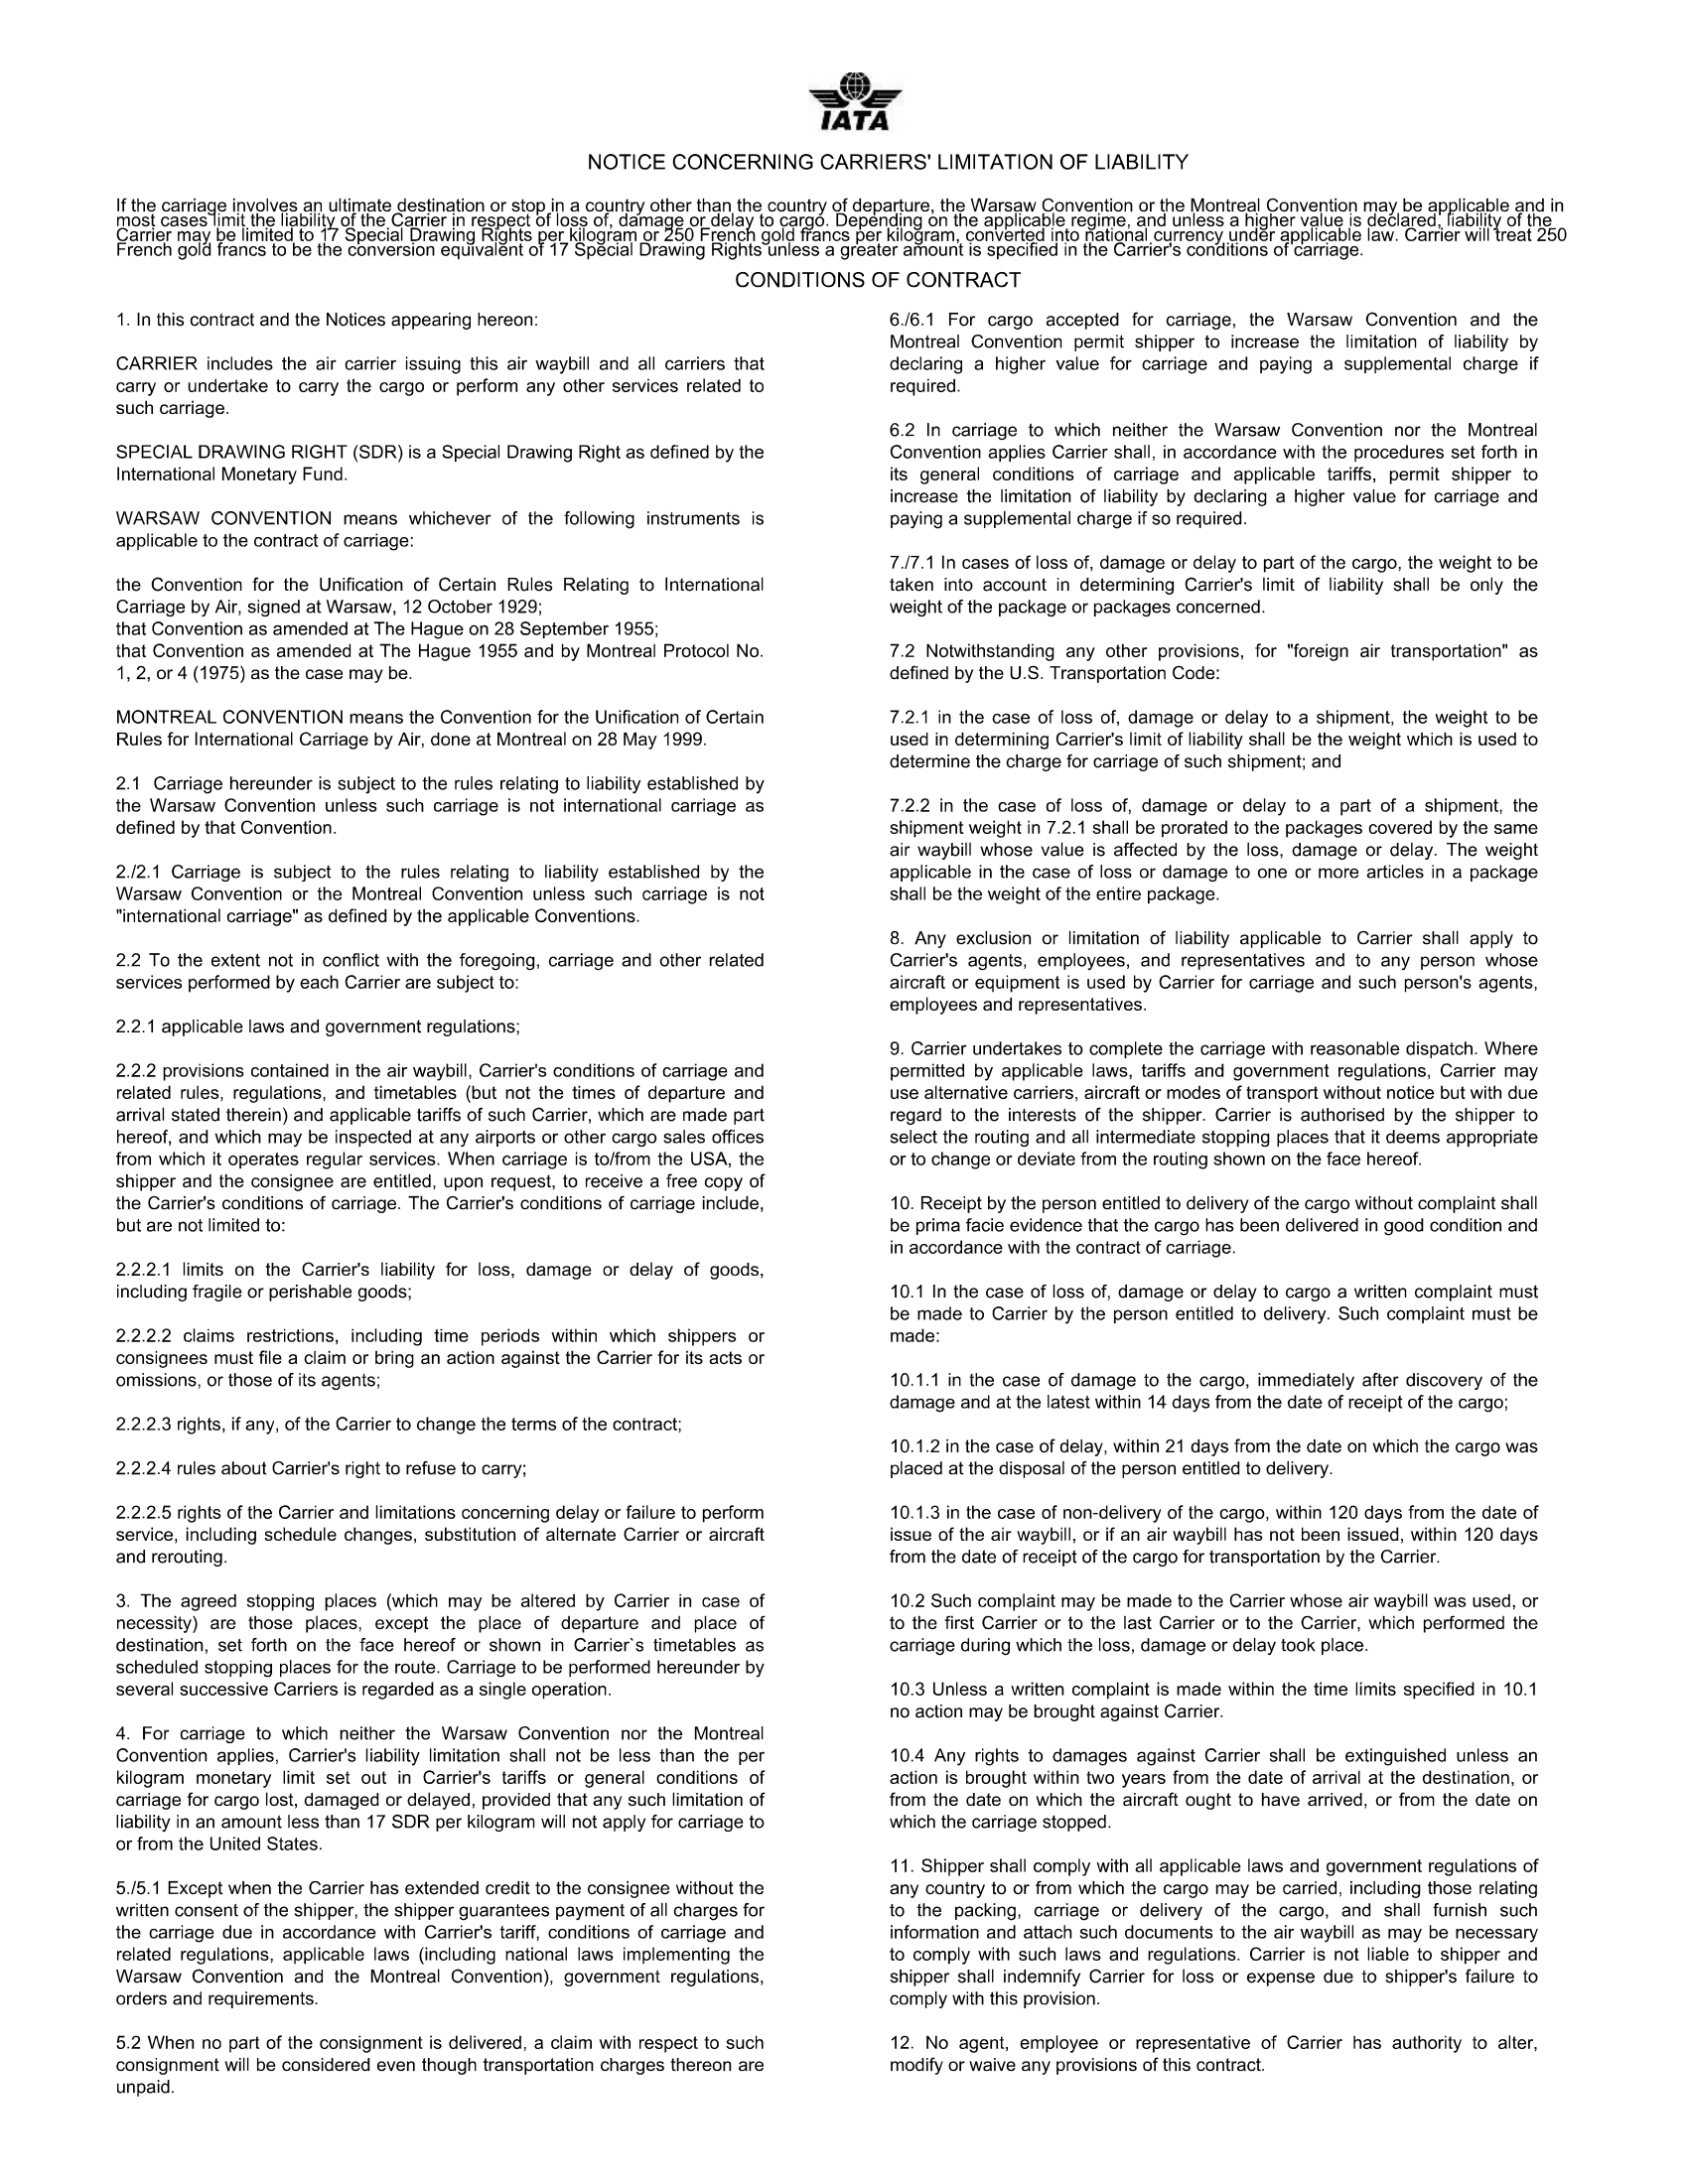 IATA
NOTICE CONCERNING CARRIERS' LIMITATION OF LIABILITY
If the carriage involves an ultimate destination or stop in a country other than the country of departure, the Warsaw Convention or the Montreal Convention may be applicable and in
most cases limit the liability of the Carrier in respect of loss of, damage or delay to cargo. Depending on the applicable regime, and unless a higher value is declared, liability of the
Carrier may be limited to 17 Special Drawing Rights per kilogram or 250 French gold francs per kilogram, converted into national currency under applicable law. Carrier will treat 250
French gold francs to be the conversion equivalent of 17 Special Drawing Rights unless a greater amount is specified in the Carrier's conditions of carriage.
CONDITIONS OF CONTRACT
1. In this contract and the Notices appearing hereon:
CARRIER includes the air carrier issuing this air waybill and all carriers that
carry or undertake to carry the cargo or perform any other services related to
such carriage.
SPECIAL DRAWING RIGHT (SDR) is a Special Drawing Right as defined by the
International Monetary Fund.
WARSAW CONVENTION means whichever of the following instruments is
applicable to the contract of carriage:
the Convention for the Unification of Certain Rules Relating to International
Carriage by Air, signed at Warsaw, 12 October 1929;
that Convention as amended at The Hague on 28 September 1955;
that Convention as amended at The Hague 1955 and by Montreal Protocol No.
1, 2, or 4 (1975) as the case may be.
MONTREAL CONVENTION means the Convention for the Unification of Certain
Rules for International Carriage by Air, done at Montreal on 28 May 1999.
2.1 Carriage hereunder is subject to the rules relating to liability established by
the Warsaw Convention unless such carriage is not international carriage as
defined by that Convention.
2./2.1 Carriage is subject to the rules relating to liability established by the
Warsaw Convention or the Montreal Convention unless such carriage is not
"international carriage" as defined by the applicable Conventions.
2.2 To the extent not in conflict with the foregoing, carriage and other related
services performed by each Carrier are subject to:
2.2.1 applicable laws and government regulations;
2.2.2 provisions contained in the air waybill, Carrier's conditions of carriage and
related rules, regulations, and timetables (but not the times of departure and
arrival stated therein) and applicable tariffs of such Carrier, which are made part
hereof, and which may be inspected at any airports or other cargo sales offices
from which it operates regular services. When carriage is to/from the USA, the
shipper and the consignee are entitled, upon request, to receive a free copy of
the Carrier's conditions of carriage. The Carrier's conditions of carriage include,
but are not limited to:
2.2.2.1 limits on the Carrier's liability for loss, damage or delay of goods,
including fragile or perishable goods;
2.2.2.2 claims restrictions, including time periods within which shippers or
consignees must file a claim or bring an action against the Carrier for its acts or
omissions, or those of its agents;
2.2.2.3 rights, if any, of the Carrier to change the terms of the contract;
2.2.2.4 rules about Carrier's right to refuse to carry;
2.2.2.5 rights of the Carrier and limitations concerning delay or failure to perform
service, including schedule changes, substitution of alternate Carrier or aircraft
and rerouting.
3. The agreed stopping places (which may be altered by Carrier in case of
necessity) are those places, except the place of departure and place of
destination, set forth on the face hereof or shown in Carrier`s timetables as
scheduled stopping places for the route. Carriage to be performed hereunder by
several successive Carriers is regarded as a single operation.
4. For carriage to which neither the Warsaw Convention nor the Montreal
Convention applies, Carrier's liability limitation shall not be less than the per
kilogram monetary limit set out in Carrier's tariffs or general conditions of
carriage for cargo lost, damaged or delayed, provided that any such limitation of
liability in an amount less than 17 SDR per kilogram will not apply for carriage to
or from the United States.
5./5.1 Except when the Carrier has extended credit to the consignee without the
written consent of the shipper, the shipper guarantees payment of all charges for
the carriage due in accordance with Carrier's tariff, conditions of carriage and
related regulations, applicable laws (including national laws implementing the
Warsaw Convention and the Montreal Convention), government regulations,
orders and requirements.
5.2 When no part of the consignment is delivered, a claim with respect to such
consignment will be considered even though transportation charges thereon are
unpaid.
6./6.1 For cargo accepted for carriage, the Warsaw Convention and the
Montreal Convention permit shipper to increase the limitation of liability by
declaring a higher value for carriage and paying a supplemental charge if
required.
6.2 In carriage to which neither the Warsaw Convention nor the Montreal
Convention applies Carrier shall, in accordance with the procedures set forth in
its general conditions of carriage and applicable tariffs, permit shipper to
increase the limitation of liability by declaring a higher value for carriage and
paying a supplemental charge if so required.
7./7.1 In cases of loss of, damage or delay to part of the cargo, the weight to be
taken into account in determining Carrier's limit of liability shall be only the
weight of the package or packages concerned.
7.2 Notwithstanding any other provisions, for "foreign air transportation" as
defined by the U.S. Transportation Code:
7.2.1 in the case of loss of, damage or delay to a shipment, the weight to be
used in determining Carrier's limit of liability shall be the weight which is used to
determine the charge for carriage of such shipment; and
7.2.2 in the case of loss of, damage or delay to a part of a shipment, the
shipment weight in 7.2.1 shall be prorated to the packages covered by the same
air waybill whose value is affected by the loss, damage or delay. The weight
applicable in the case of loss or damage to one or more articles in a package
shall be the weight of the entire package.
8. Any exclusion or limitation of liability applicable to Carrier shall apply to
Carrier's agents, employees, and representatives and to any person whose
aircraft or equipment is used by Carrier for carriage and such person's agents,
employees and representatives.
9. Carrier undertakes to complete the carriage with reasonable dispatch. Where
permitted by applicable laws, tariffs and government regulations, Carrier may
use alternative carriers, aircraft or modes of transport without notice but with due
regard to the interests of the shipper. Carrier is authorised by the shipper to
select the routing and all intermediate stopping places that it deems appropriate
or to change or deviate from the routing shown on the face hereof.
10. Receipt by the person entitled to delivery of the cargo without complaint shall
be prima facie evidence that the cargo has been delivered in good condition and
in accordance with the contract of carriage.
10.1 In the case of loss of, damage or delay to cargo a written complaint must
be made to Carrier by the person entitled to delivery. Such complaint must be
made:
10.1.1 in the case of damage to the cargo, immediately after discovery of the
damage and at the latest within 14 days from the date of receipt of the cargo;
10.1.2 in the case of delay, within 21 days from the date on which the cargo was
placed at the disposal of the person entitled to delivery.
10.1.3 in the case of non-delivery of the cargo, within 120 days from the date of
issue of the air waybill, or if an air waybill has not been issued, within 120 days
from the date of receipt of the cargo for transportation by the Carrier.
10.2 Such complaint may be made to the Carrier whose air waybill was used, or
to the first Carrier or to the last Carrier or to the Carrier, which performed the
carriage during which the loss, damage or delay took place.
10.3 Unless a written complaint is made within the time limits specified in 10.1
no action may be brought against Carrier.
10.4 Any rights to damages against Carrier shall be extinguished unless an
action is brought within two years from the date of arrival at the destination, or
from the date on which the aircraft ought to have arrived, or from the date on
which the carriage stopped.
11. Shipper shall comply with all applicable laws and government regulations of
any country to or from which the cargo may be carried, including those relating
to the packing, carriage or delivery of the cargo, and shall furnish such
information and attach such documents to the air waybill as may be necessary
to comply with such laws and regulations. Carrier is not liable to shipper and
shipper shall indemnify Carrier for loss or expense due to shipper's failure to
comply with this provision.
12. No agent, employee or representative of Carrier has authority to alter,
modify or waive any provisions of this contract.